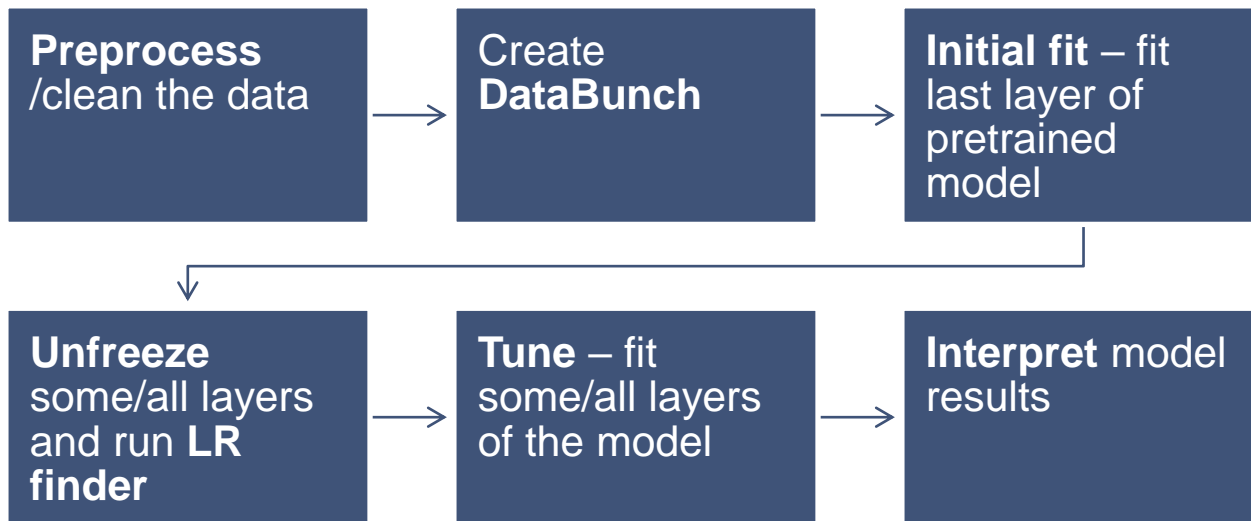 Preprocess
/clean the data
Create
DataBunch
Initial fit – fit
last layer of
pretrained
model
Unfreeze
some/all layers
and run LR
finder
Tune – fit
some/all layers
of the model
Interpret model
results